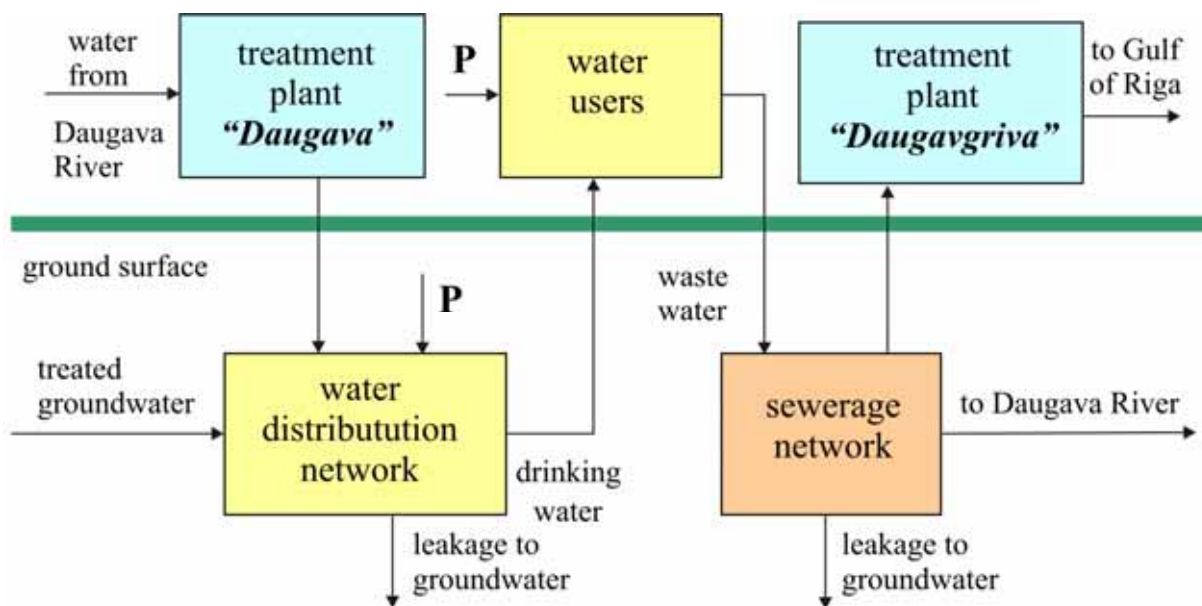 water
from
Daugava
River
treatment
plant
“Daugava”
P
water
users
treatment
plant
“Daugavgriva”
to Gulf
of Riga
ground surface
P
waste
water
treated
groundwater
water
distributution
network
drinking
water
sewerage
network
to Daugava River
leakage to
groundwater
leakage to
groundwater